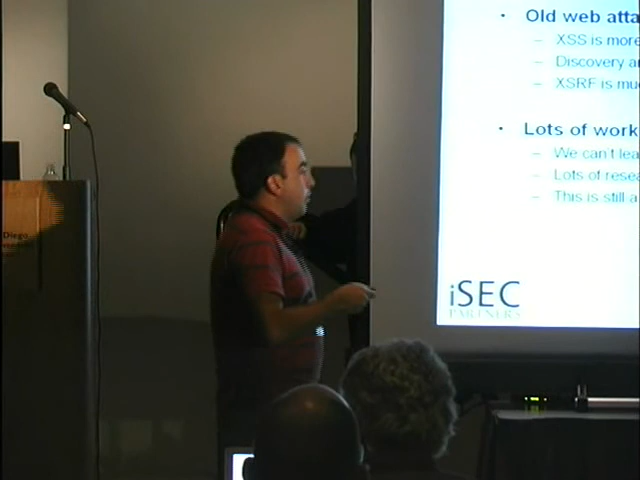 • Old web atta
– XSS is more
– Discovery a
– XSRF is mu
• Lots of work
– We can't lea
– Lots of resea
– This is still a
iSEC
PARTNERS
Diego